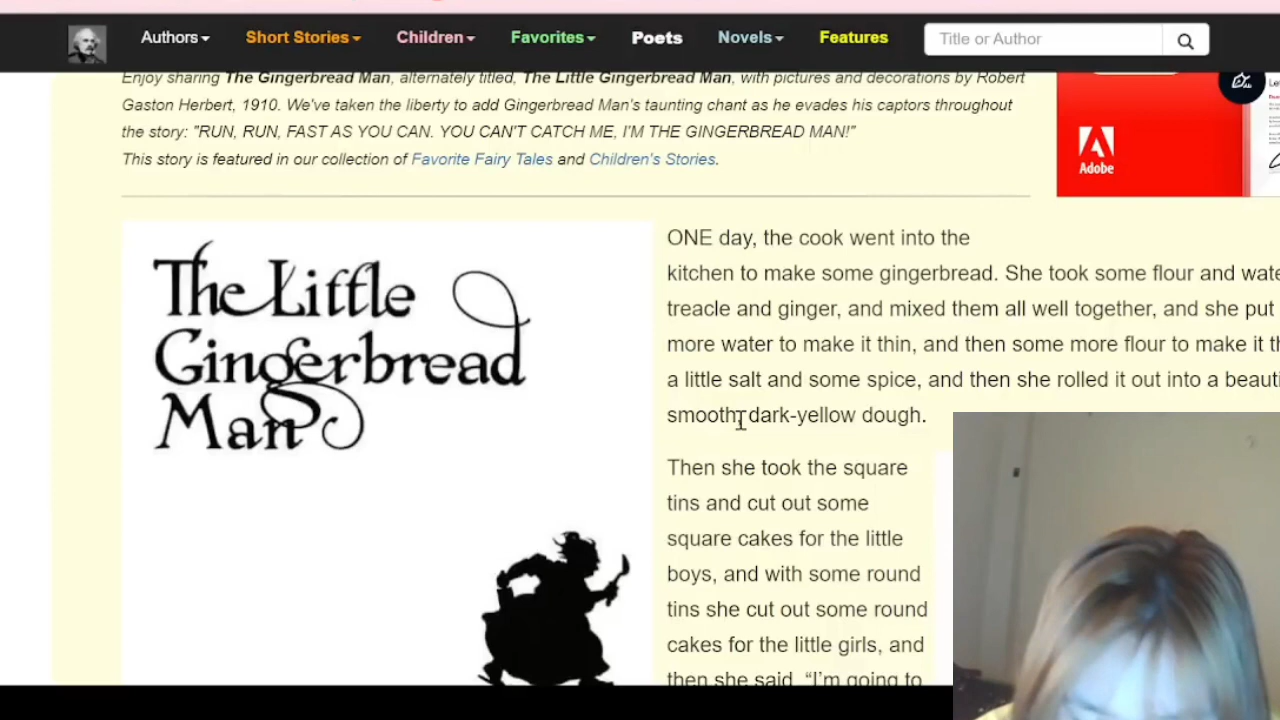 Authors
Short Stories
Children
Favorites
Poets
Novels
Features
Title or Author
Enjoy sharing The Gingerbread Man, alternately titled, The Little Gingerbread Man, with pictures and decorations by Robert
Gaston Herbert, 1910. We've taken the liberty to add Gingerbread Man's taunting chant as he evades his captors throughout
the story: "RUN, RUN, FAST AS YOU CAN. YOU CAN'T CATCH ME, I'M THE GINGERBREAD MAN!"
This story is featured in our collection of Favorite Fairy Tales and Children's Stories.
Adobe
The Little
Gingerbread
Man
ONE day, the cook went into the
kitchen to make some gingerbread. She took some flour and
treacle and ginger, and mixed them all well together, and she put
more water to make it thin, and then some more flour to make it
a little salt and some spice, and then she rolled it out into a
smooth, dark-yellow dough.
Then she took the square
tins and cut out some
square cakes for the little
boys, and with some round
tins she cut out some round
cakes for the little girls, and
then she said, "I'm going to